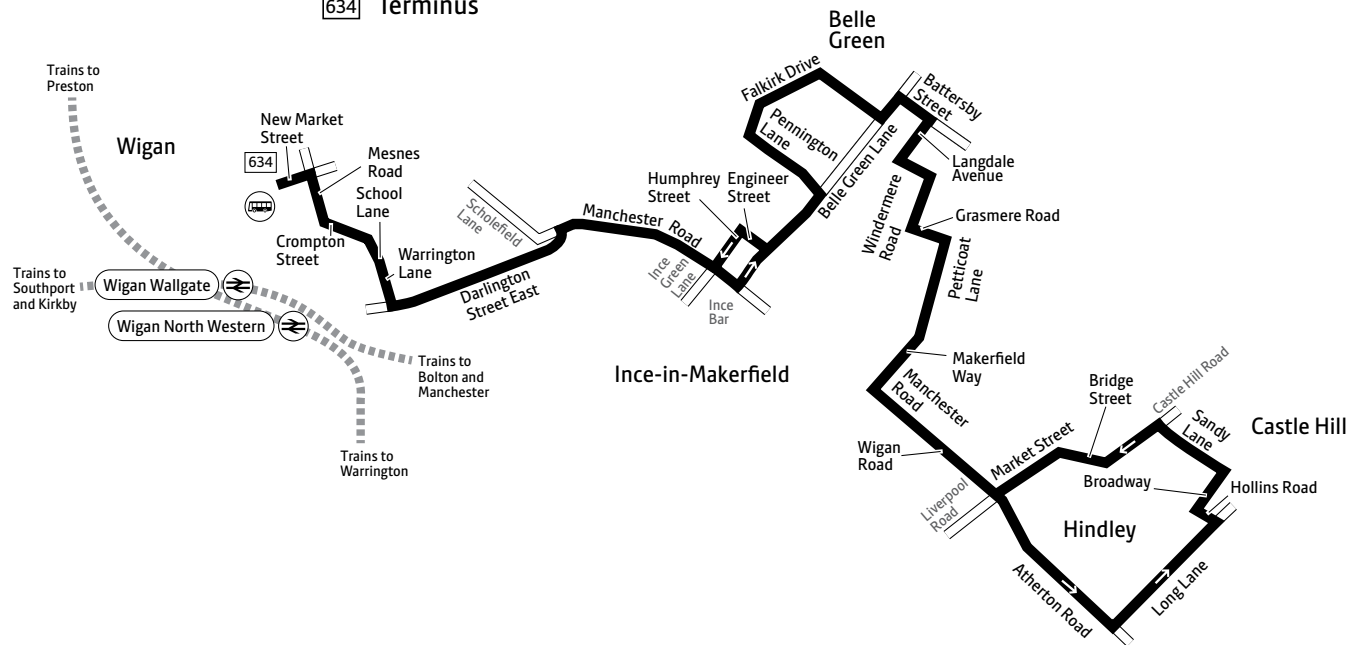 634 Terminus
Belle
Green
Trains to
Preston
Wigan
New Market
Street
634
Mesnes
Road
School
Lane
Crompton
Street
Warrington
Lane
Trains to
Southport
and Kirkby
Wigan Wallgate
Wigan North Western
Trains to
Bolton and
Manchester
Trains to
Warrington
Darlington
Street East
Scholefield
Lane
Manchester Road
Ince
Green
Lane
Ince
Bar
Humphrey
Street
Engineer
Street
Ince-in-Makerfield
Falkirk Drive
Pennington
Lane
Belle Green Lane
Battersby
Street
Langdale
Avenue
Windermere
Road
Grasmere Road
Petticoat
Lane
Makerfield
Way
Manchester
Road
Wigan
Road
Liverpool
Road
Market Street
Bridge
Street
Castle Hill Road
Sandy
Lane
Castle Hill
Broadway
Hollins Road
Hindley
Atherton Road
Long Lane